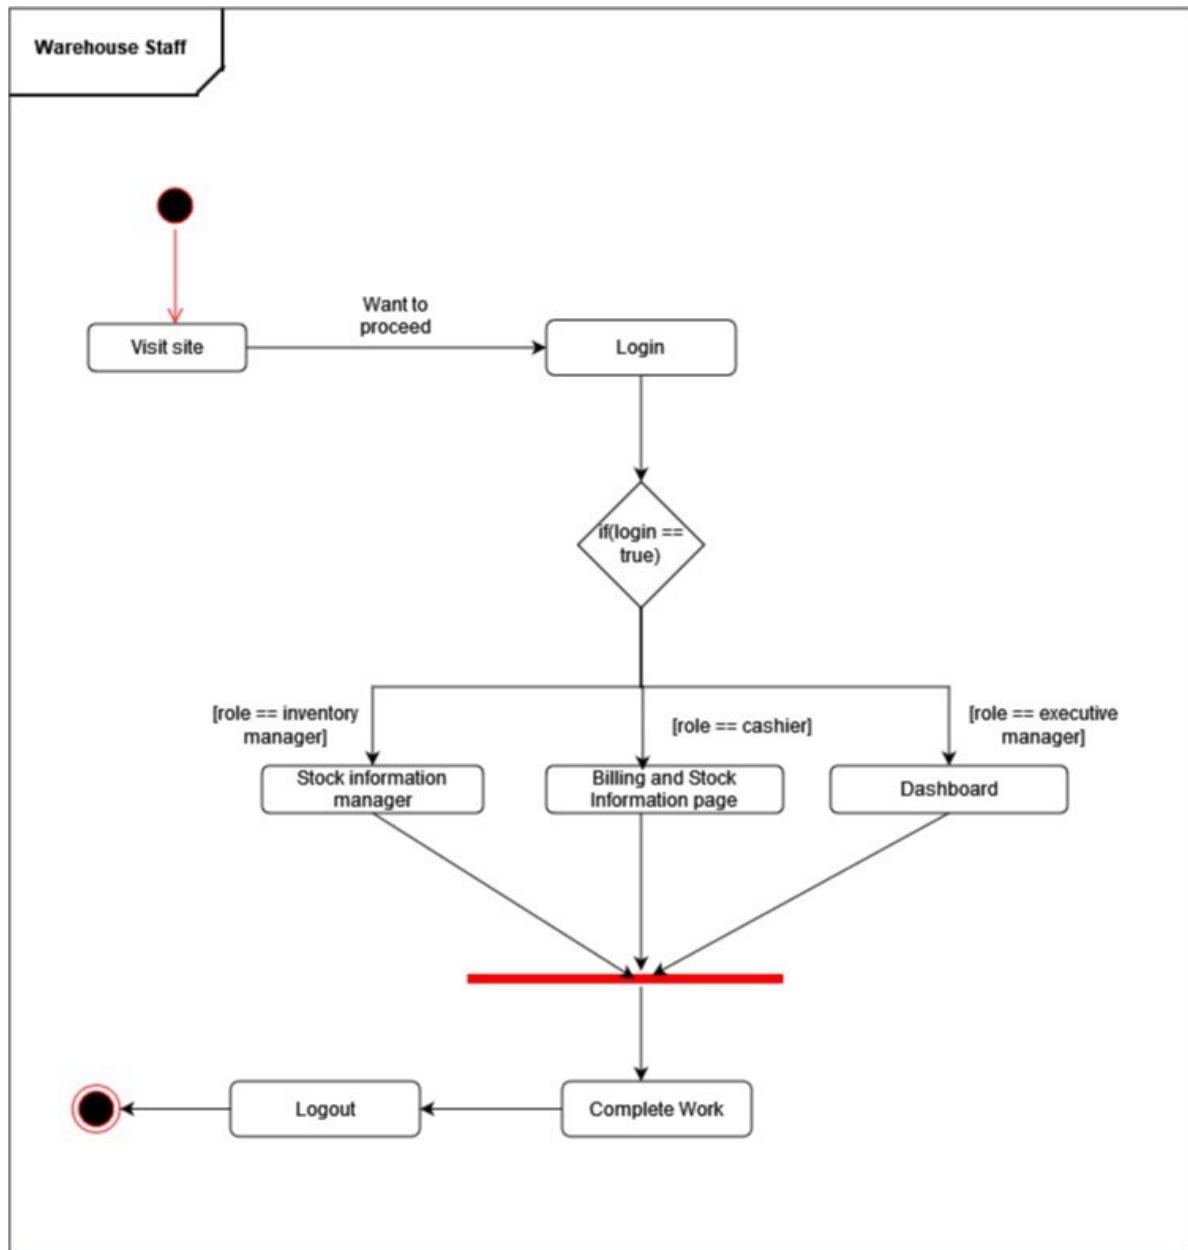 Warehouse Staff
Want to
proceed
Visit site
Login
if(login ==
true)
[role == inventory
manager]
[role == cashier]
[role == executive
manager]
Stock information
manager
Billing and Stock
Information page
Dashboard
Logout
Complete Work